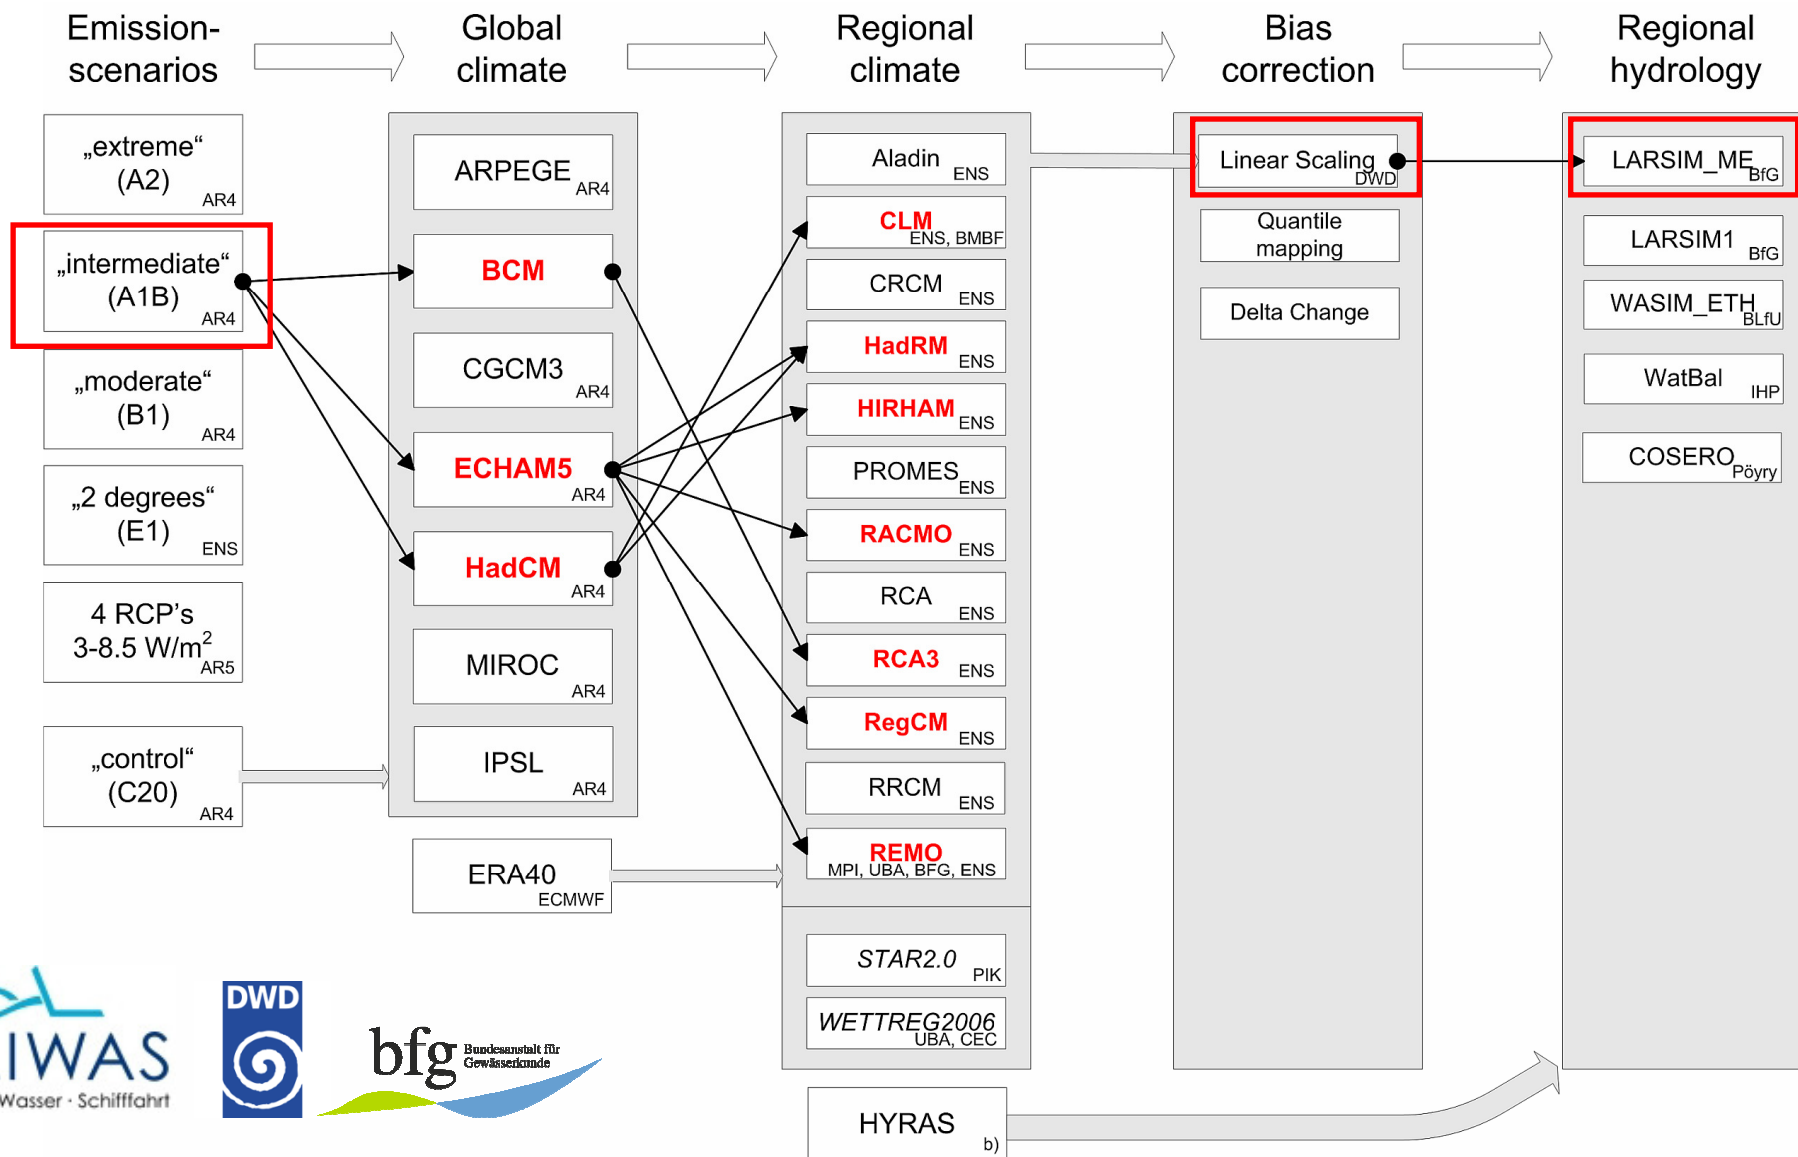 Emission-
scenarios
Global
climate
Regional
climate
Bias
correction
Regional
hydrology
„extreme“
(A2)
AR4
„intermediate“
(A1B)
AR4
„moderate“
(B1)
AR4
„2 degrees“
(E1)
ENS
4 RCP’s
3-8.5 W/m²
AR5
„control“
(C20)
AR4
ARPEGE
AR4
BCM
CGCM3
AR4
ECHAM5
AR4
HadCM
AR4
MIROC
AR4
IPSL
AR4
ERA40
ECMWF
Aladin
ENS
CLM
ENS, BMBF
CRCM
ENS
HadRM
ENS
HIRHAM
ENS
PROMES
ENS
RACMO
ENS
RCA
ENS
RCA3
ENS
RegCM
ENS
RRCM
ENS
REMO
MPI, UBA, BFG, ENS
STAR2.0
PIK
WETTREG2006
UBA, CEC
HYRAS
b)
Linear Scaling
DWD
Quantile
mapping
Delta Change
LARSIM_ME
BfG
LARSIM1
BfG
WASIM_ETH
BLfU
WatBal
IHP
COSERO
Pöyry
IWAS
Wasser · Schifffahrt
DWD
bfg
Bundesanstalt für
Gewässerkunde